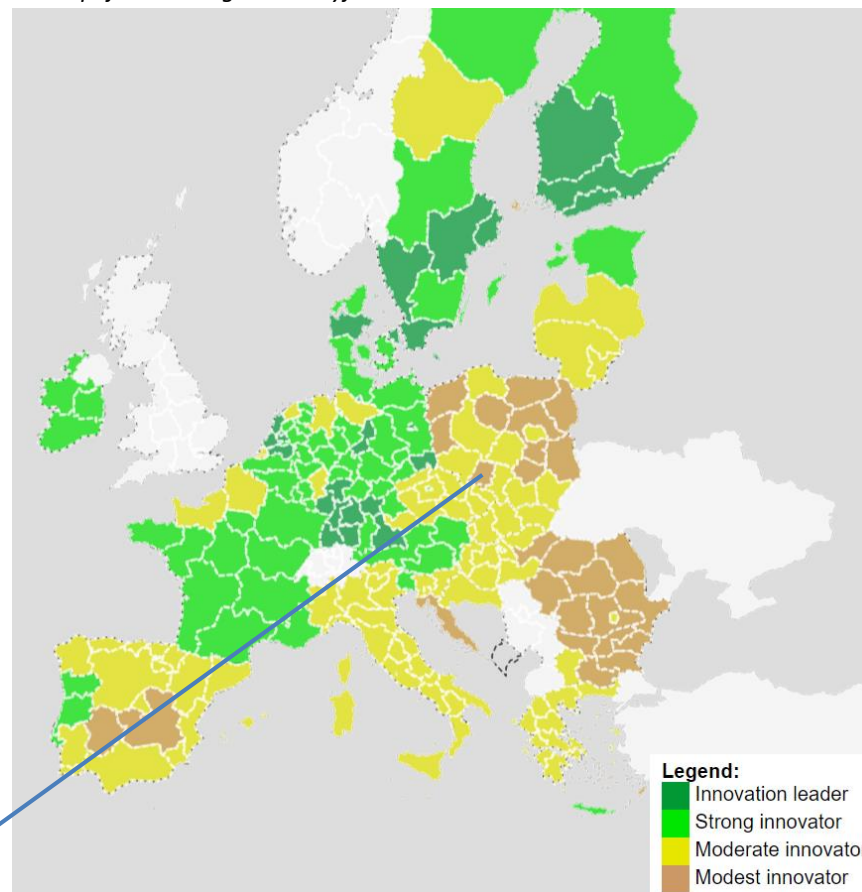 Legend:
Innovation leader
Strong innovator
Moderate innovato
Modest innovator